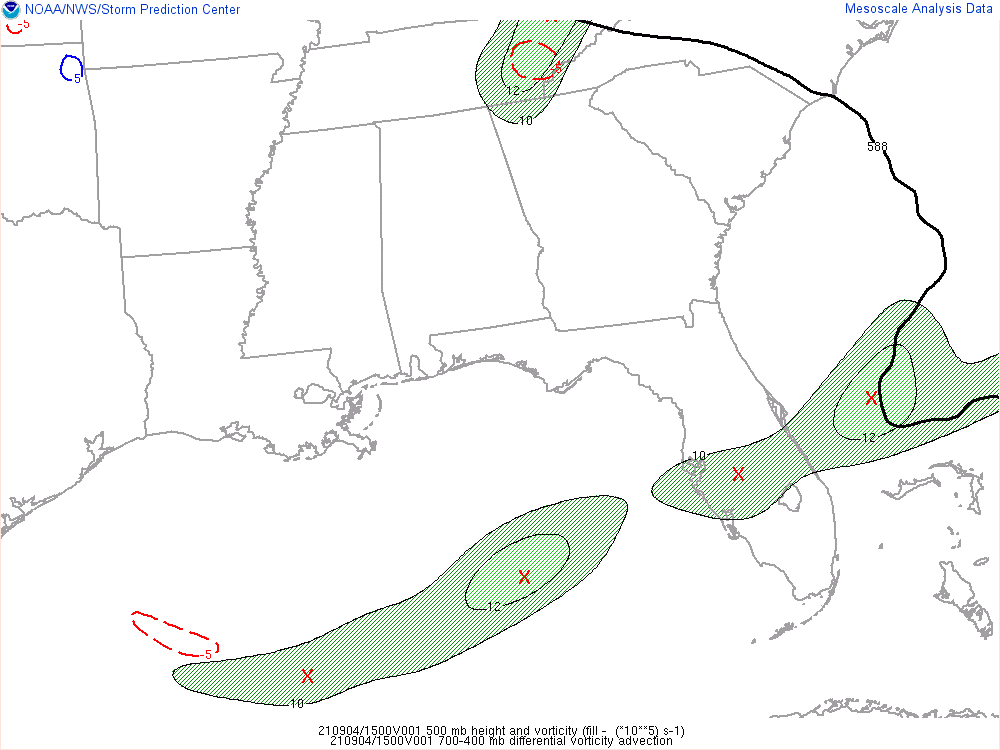 NOAA/NWS/Storm Prediction Center
Mesoscale Analysis Data
-5
5
-5
12
10
588
12
10
12
-5
10
210904/1500V001 500 mb height and vorticity (fill - (*10**5) s-1)
210904/1500V001 700-400 mb differential vorticity advection